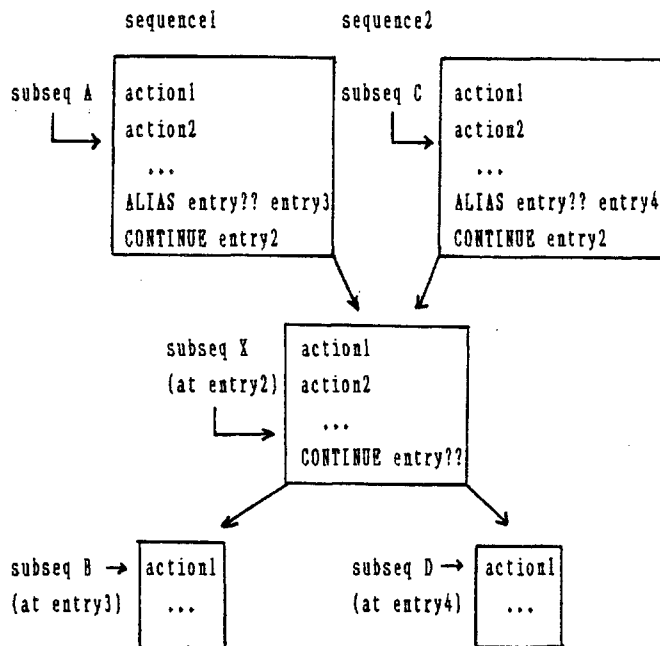 sequence1
sequence2
subseq A
action1
action2
...
ALIAS entry?? entry3
CONTINUE entry2
subseq C
action1
action2
...
ALIAS entry?? entry4
CONTINUE entry2
subseq X
(at entry2)
action1
action2
...
CONTINUE entry??
subseq B
(at entry3)
action1
...
subseq D
(at entry4)
action1
...